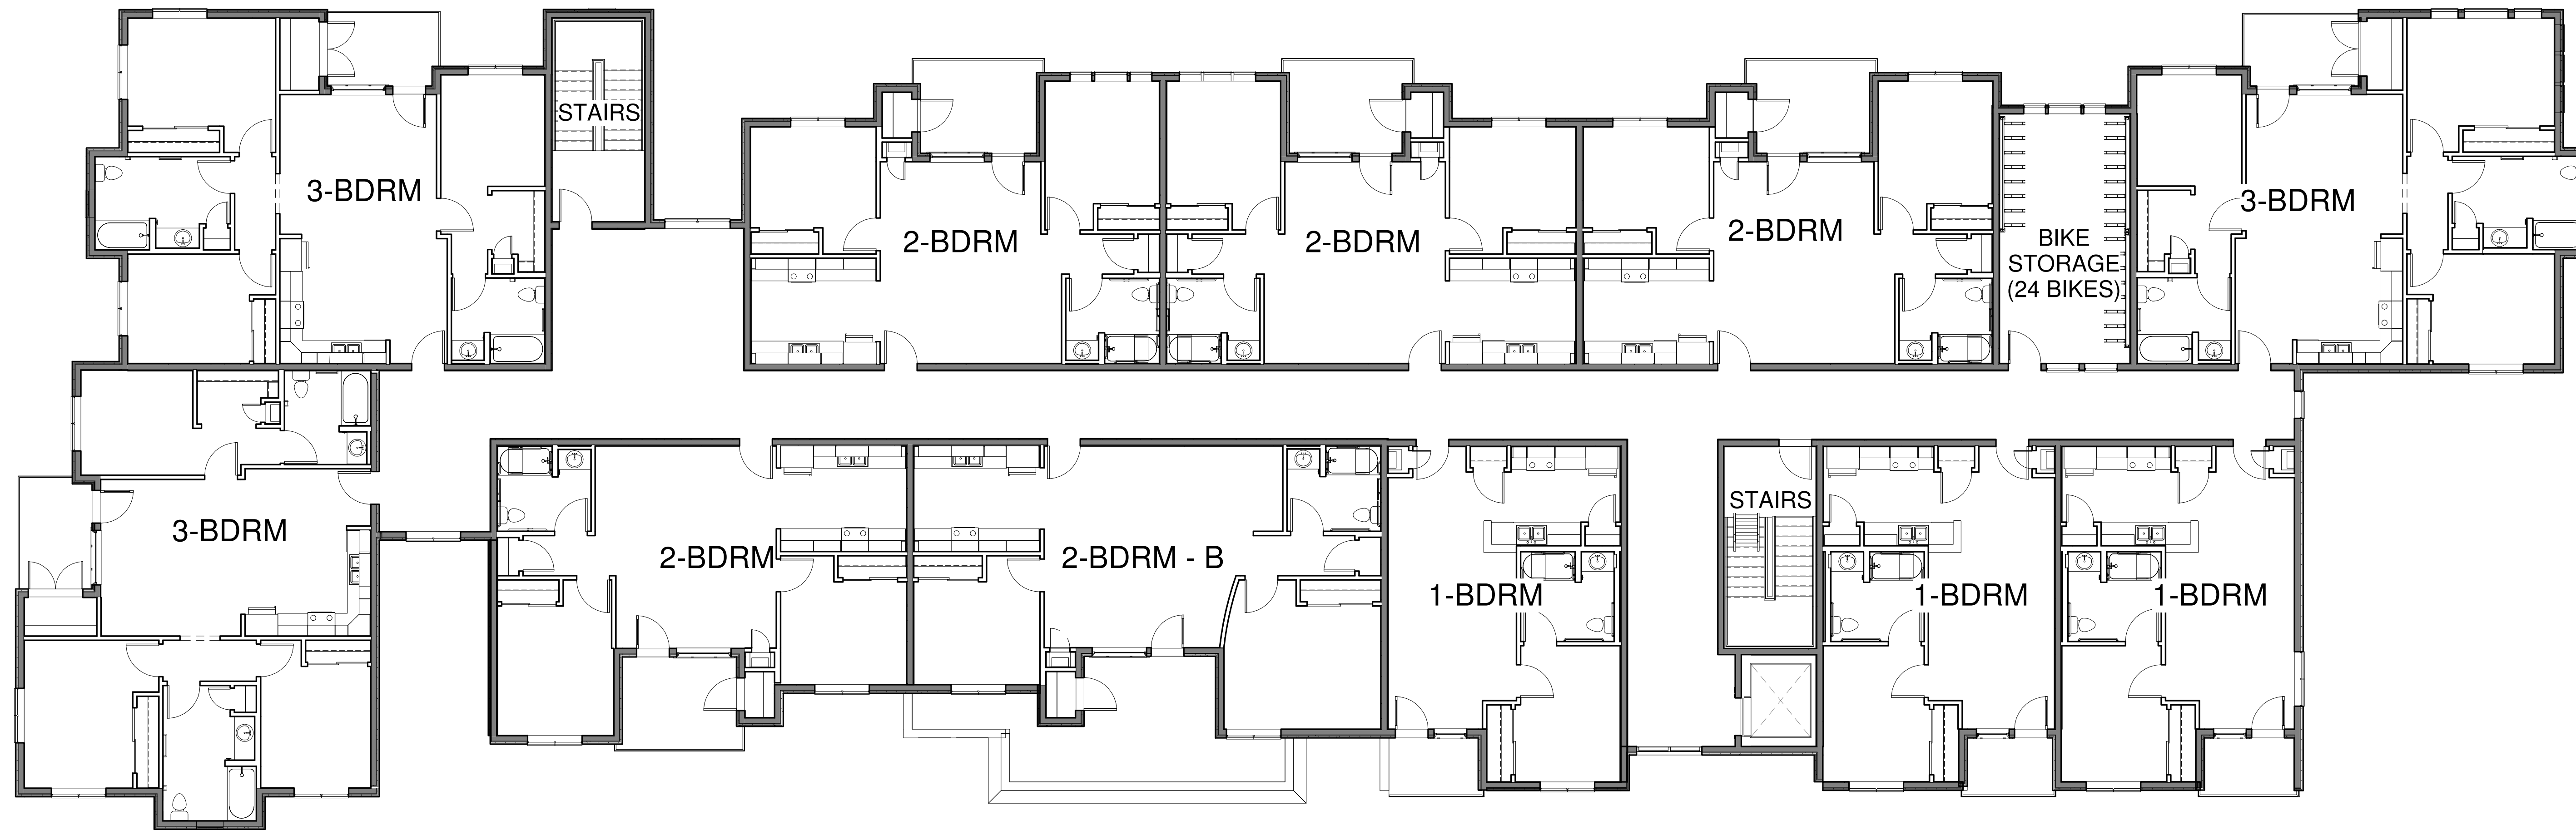 STAIRS
3-BDRM
2-BDRM
2-BDRM
2-BDRM
BIKE
STORAGE
(24 BIKES)
3-BDRM
3-BDRM
2-BDRM
2-BDRM - B
1-BDRM
STAIRS
1-BDRM
1-BDRM